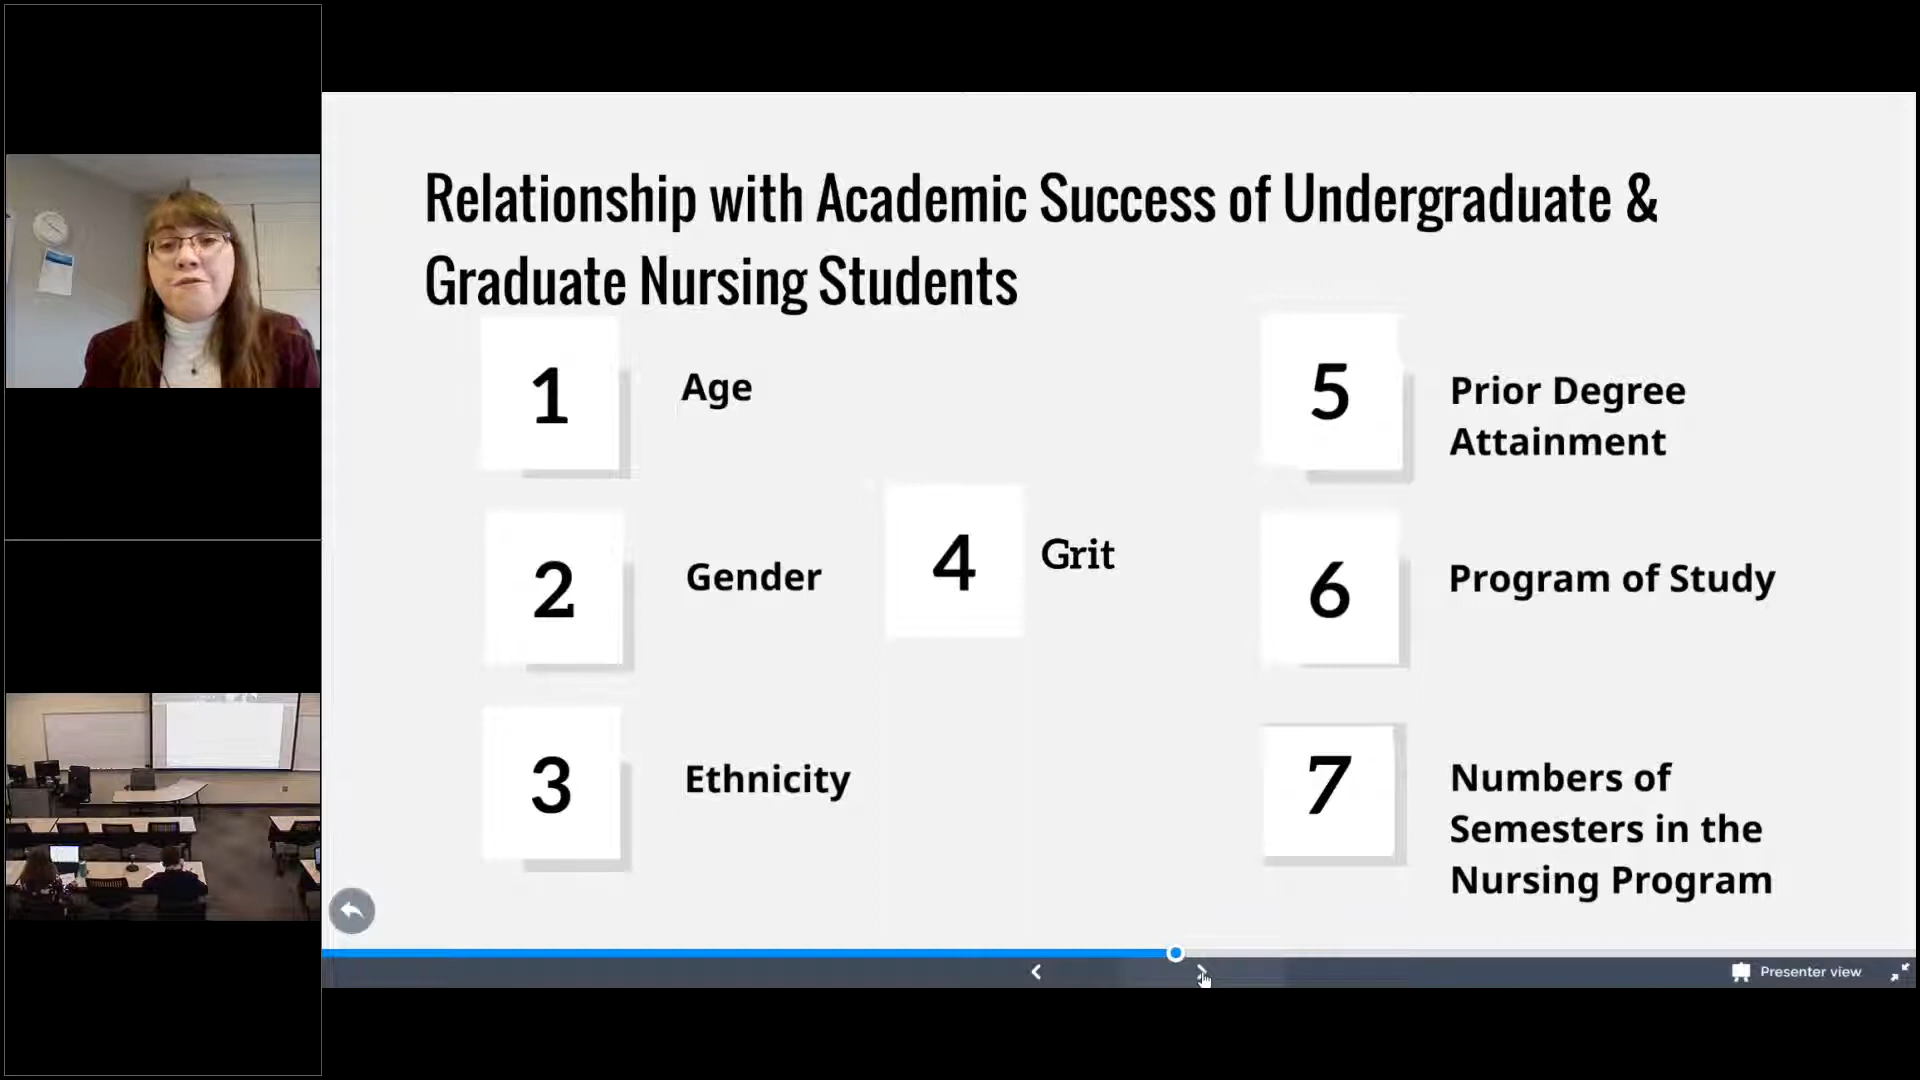 Relationship with Academic Success of Undergraduate &
Graduate Nursing Students
1
Age
2
Gender
3
Ethnicity
4
Grit
5
Prior Degree
Attainment
6
Program of Study
7
Numbers of
Semesters in the
Nursing Program
Presenter view